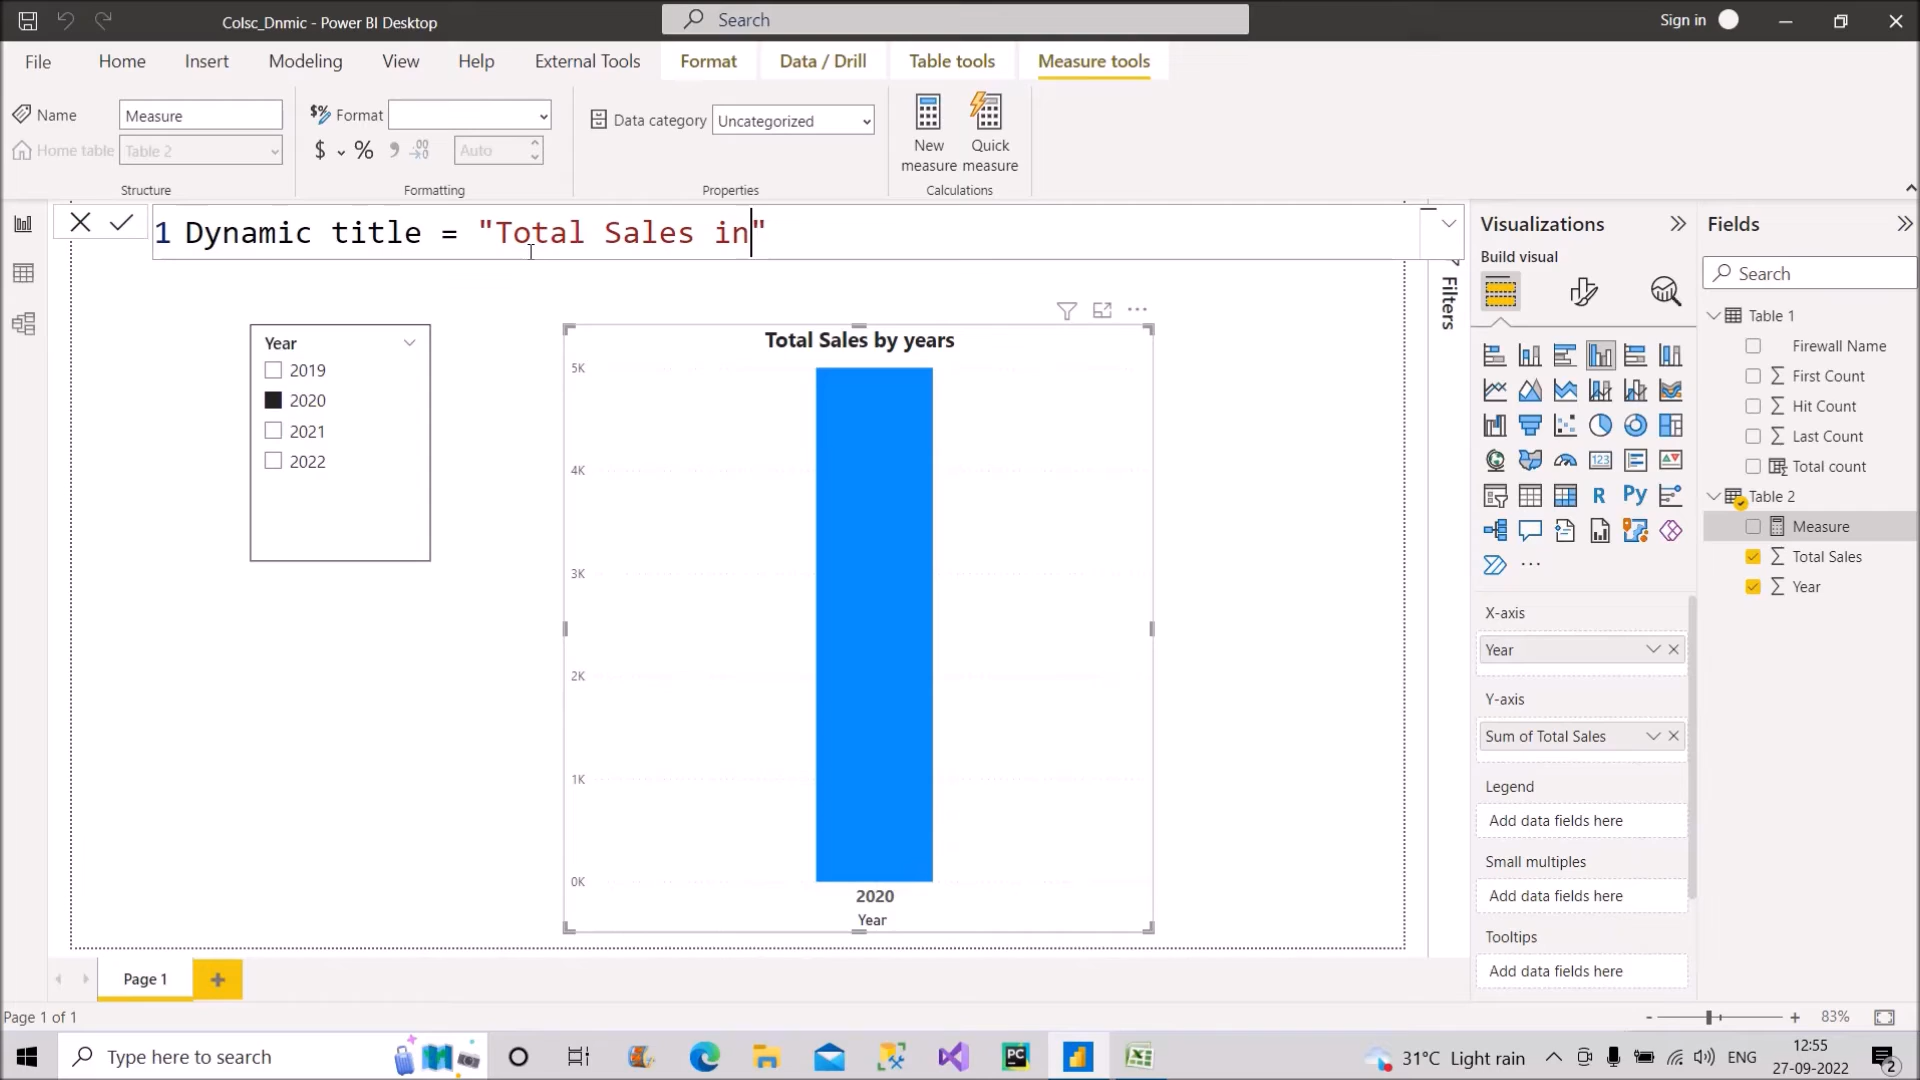 Colsc_Dnmic - Power BI Desktop
Search
Sign in
File
Home
Insert
Modeling
View
Help
External Tools
Format
Data / Drill
Table tools
Measure tools
Name
Measure
Home table
Table 2
Structure
Format
$ % Auto
Formatting
Data category
Uncategorized
Properties
New measure
Quick measure
Calculations
1 Dynamic title = "Total Sales in"
Year
2019
2020
2021
2022
Total Sales by years
5K
4K
3K
2K
1K
0K
2020
Year
Filters
Visualizations
Build visual
123
R
Py
X-axis
Year
Y-axis
Sum of Total Sales
Legend
Add data fields here
Small multiples
Add data fields here
Tooltips
Add data fields here
Fields
Search
Table 1
Firewall Name
First Count
Hit Count
Last Count
Total count
Table 2
Measure
Total Sales
Year
Page 1
Page 1 of 1
83%
Type here to search
PC
31°C Light rain
ENG
12:55
27-09-2022
2